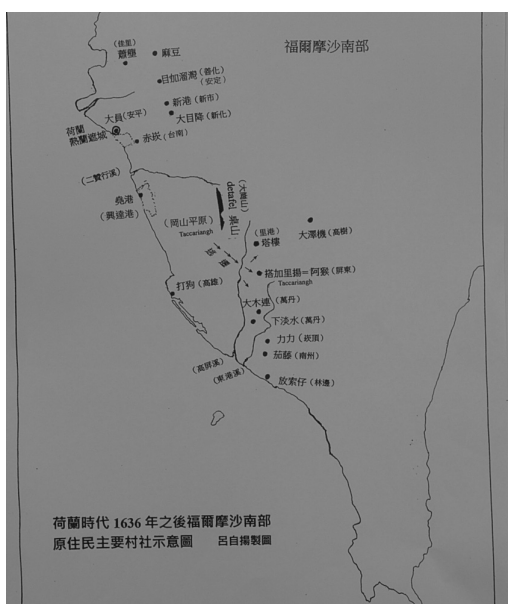 福爾摩沙南部
(佳里)
蕭壠
麻豆
目加溜灣(善化)
(安定)
新港(新市)
大目降(新化)
大員(安平)
荷蘭
熱蘭遮城
赤崁(台南)
(二贊行溪)
堯港
(興達港)
(岡山平原)
Taccariangh
(大崗山)
detafel 桌山
(里港)
塔樓
大澤機(高樹)
塔加里揚=阿猴(屏東)
Taccariangh
打狗(高雄)
大木連(萬丹)
下淡水(萬丹)
力力(崁頂)
茄藤(南州)
放索仔(林邊)
(高屏溪)
(東港溪)
荷蘭時代 1636 年之後福爾摩沙南部
原住民主要村社示意圖 呂自揚製圖